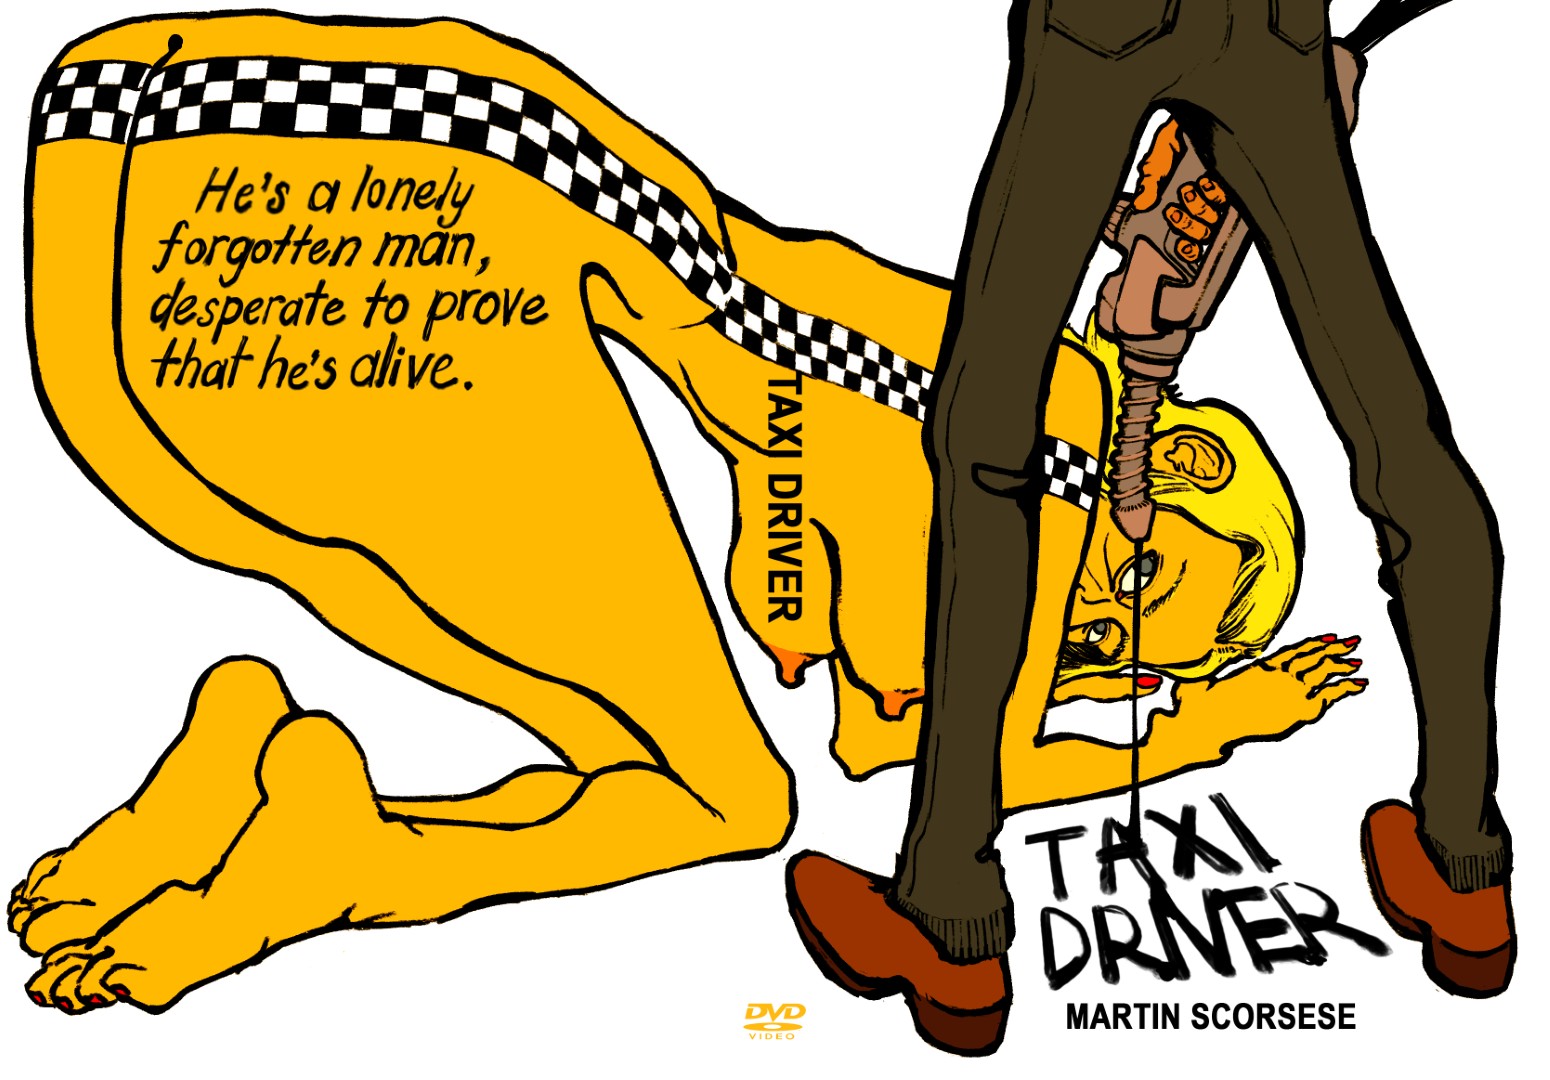 He's a lonely
forgotten man,
desperate to prove
that he's alive.
TAXI DRIVER
TAXI
DRIVER
MARTIN SCORSESE
DVD
VIDEO